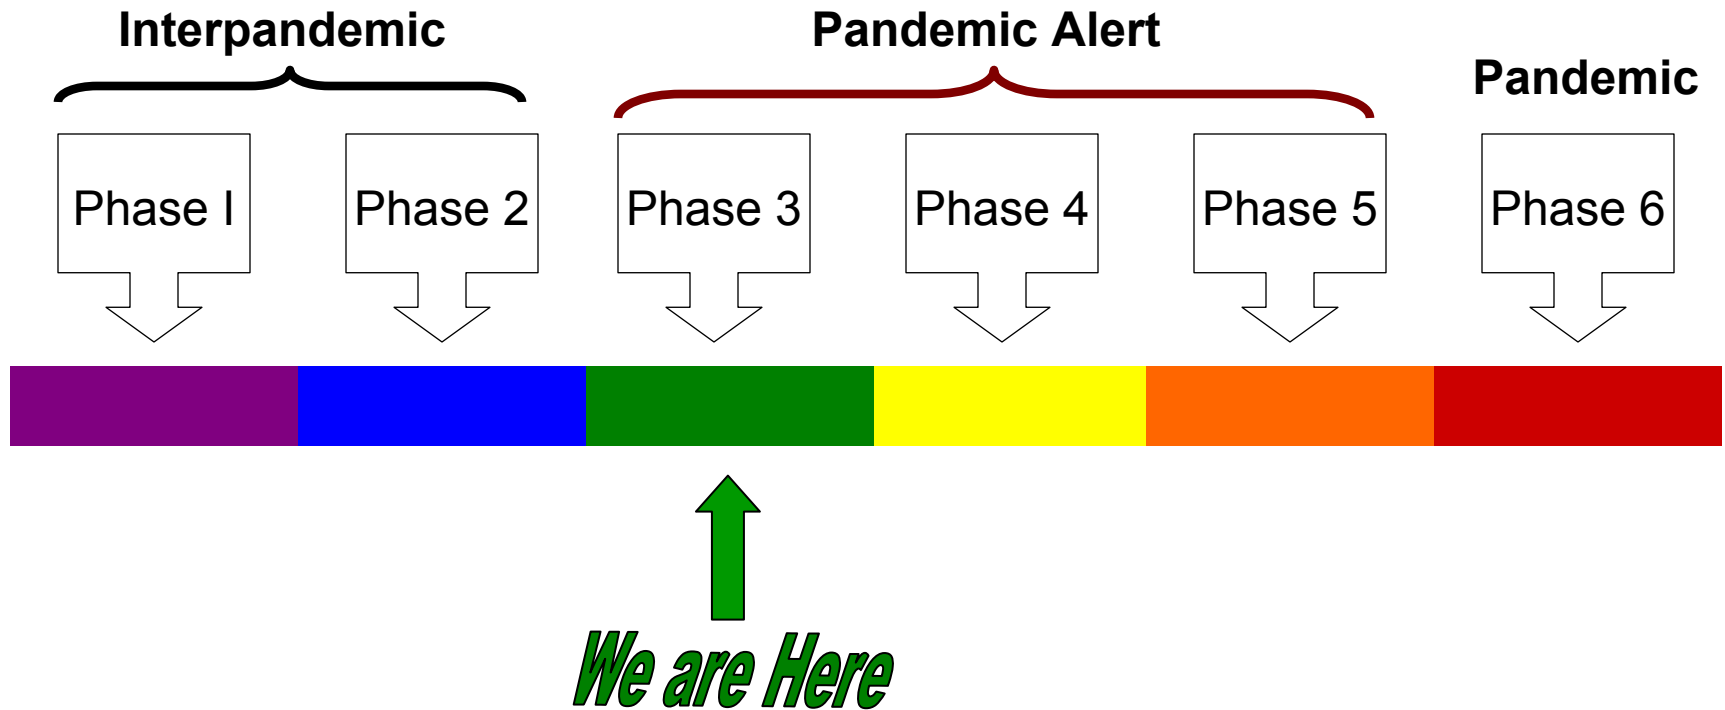 Interpandemic
Pandemic Alert
Pandemic
Phase I
Phase 2
Phase 3
Phase 4
Phase 5
Phase 6
We are Here